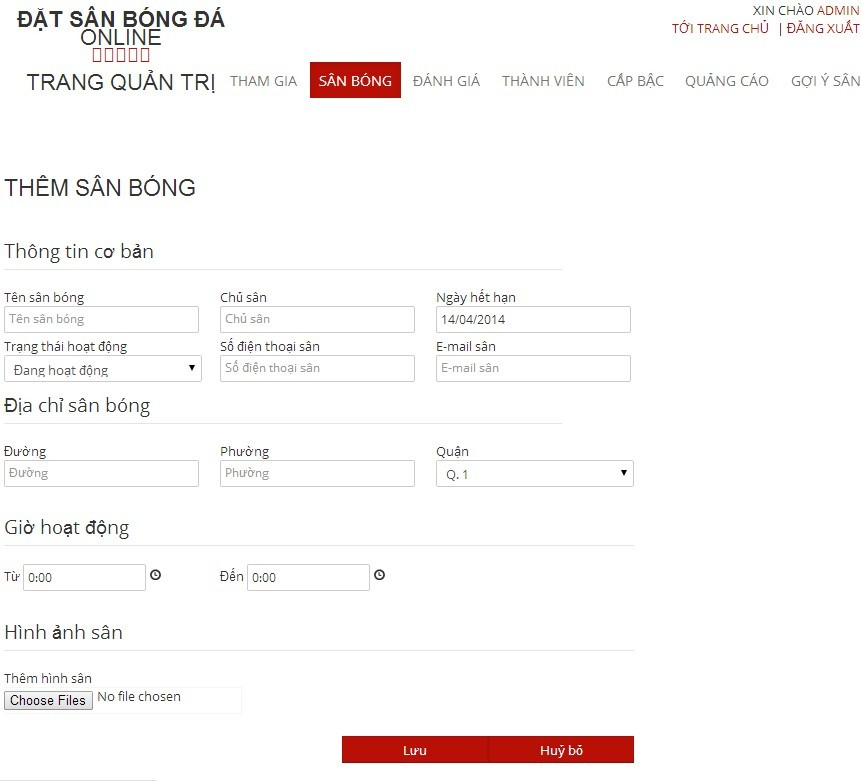 ĐẶT SÂN BÓNG ĐÁ
ONLINE
XIN CHÀO ADMIN
TỚI TRANG CHỦ | ĐĂNG XUẤT
TRANG QUẢN TRỊ THAM GIA SÂN BÓNG ĐÁNH GIÁ THÀNH VIÊN CẤP BẬC QUẢNG CÁO GỢI Ý SÂN
THÊM SÂN BÓNG
Thông tin cơ bản
Tên sân bóng Chủ sân Ngày hết hạn
Tên sân bóng Chủ sân 14/04/2014
Trạng thái hoạt động Số điện thoại sân E-mail sân
Đang hoạt động Số điện thoại sân E-mail sân
Địa chỉ sân bóng
Đường Phường Quận
Đường Phường Q. 1
Giờ hoạt động
Từ 0:00 Đến 0:00
Hình ảnh sân
Thêm hình sân
Choose Files No file chosen
Lưu Huỷ bỏ